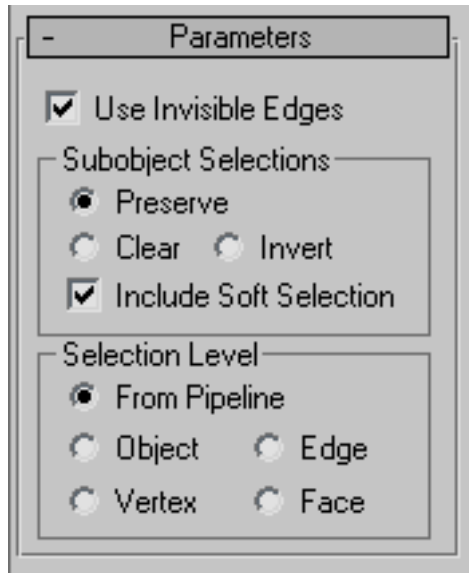 - Parameters
Use Invisible Edges
Subobject Selections
Preserve
Clear Invert
Include Soft Selection
Selection Level
From Pipeline
Object Edge
Vertex Face